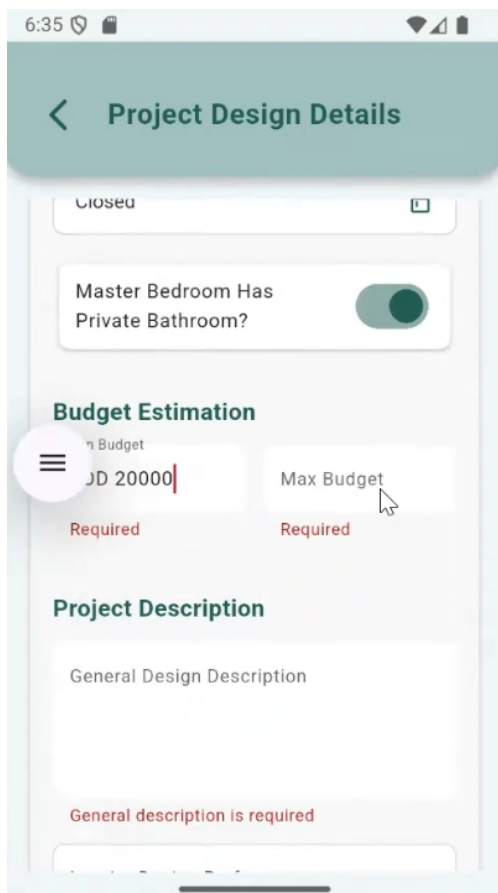 6:35
Project Design Details
Closed
Master Bedroom Has
Private Bathroom?
Budget Estimation
Budget
20000
Max Budget
Required
Required
Project Description
General Design Description
General description is required